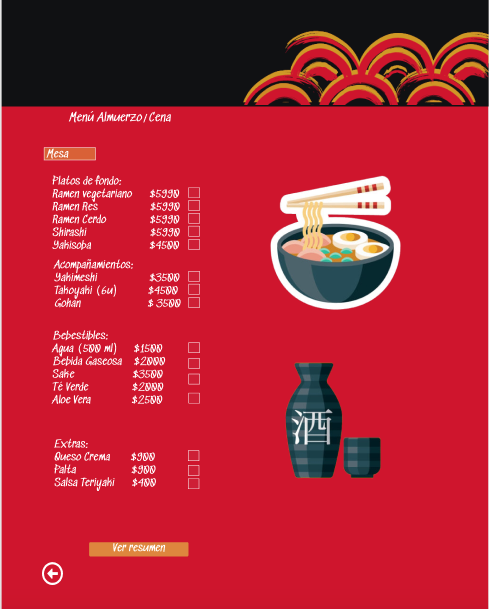 Menú Almuerzo / Cena
Mesa
Platos de fondo:
Ramen vegetariano $5990
Ramen Res $5990
Ramen Cerdo $5990
Shirashi $5990
Yakisoba $4500
Acompañamientos:
Yakimeshi $3500
Takoyaki (6u) $4500
Gohan $ 3500
Bebestibles:
Agua (500 ml) $1500
Bebida Gaseosa $2000
Sake $3500
Té Verde $2000
Aloe Vera $2500
酒
Extras:
Queso Crema $900
Palta $900
Salsa Teriyaki $400
Ver resumen